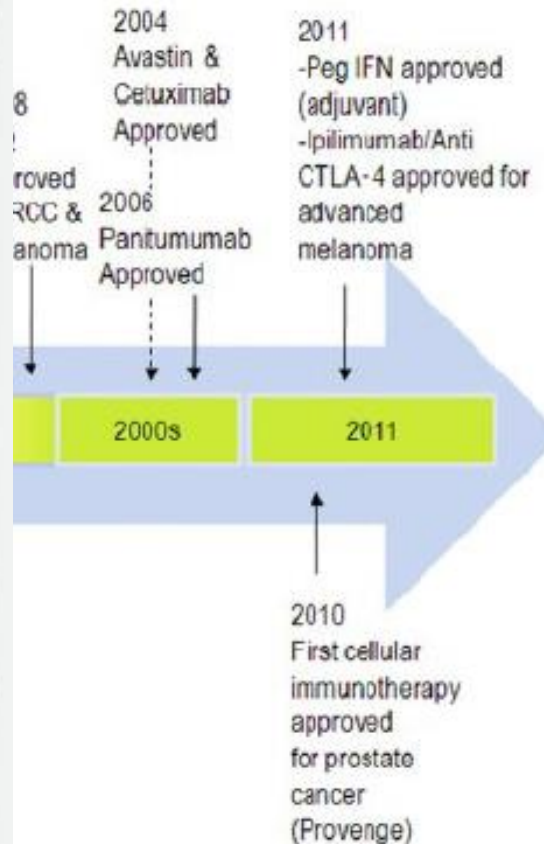 2004
Avastin &
Cetuximab
Approved
2011
-Peg IFN approved
(adjuvant)
-Ipilimumab/Anti
CTLA-4 approved for
advanced
melanoma
8
roved
RCC &
anoma
2006
Panitumumab
Approved
2000s
2011
2010
First cellular
immunotherapy
approved
for prostate
cancer
(Provenge)